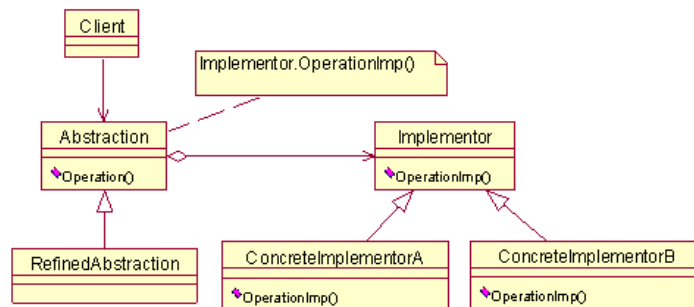 Client
Implementor.OperationImp()
Abstraction
Operation()
Implementor
OperationImp()
RefinedAbstraction
ConcreteImplementorA
OperationImp()
ConcreteImplementorB
OperationImp()